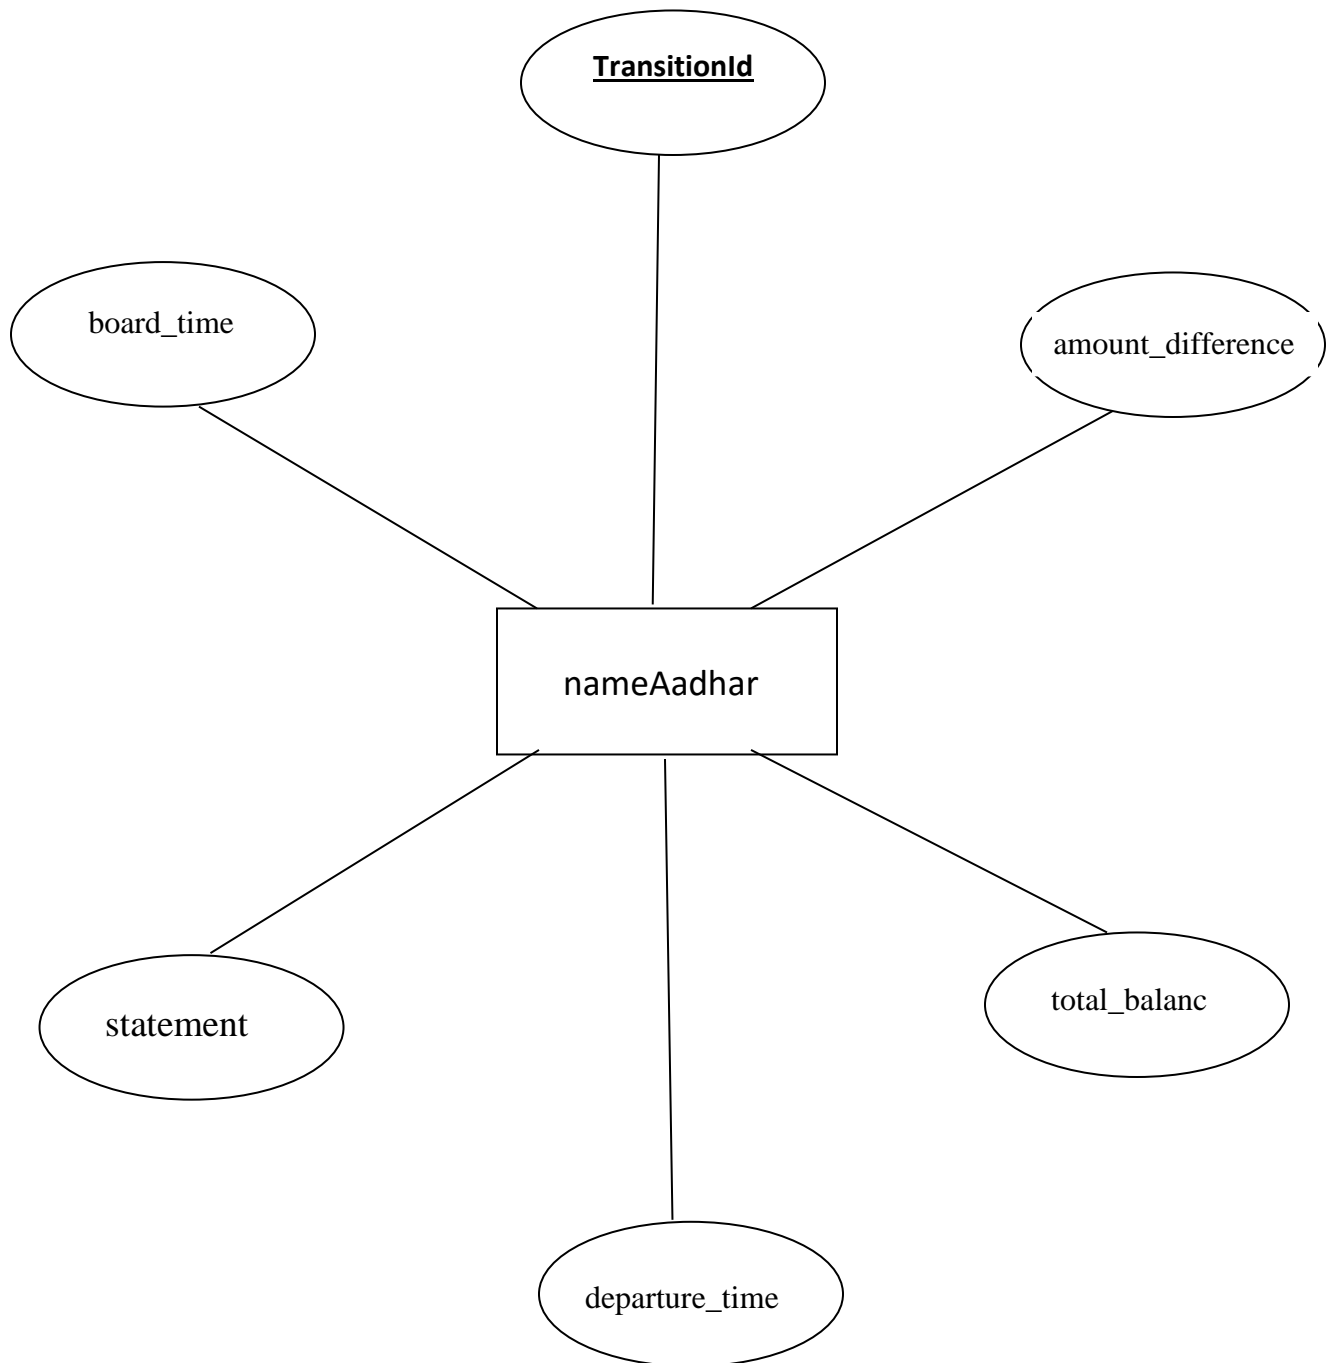 TransitionId
board_time
amount_difference
nameAadhar
statement
total_balanc
departure_time